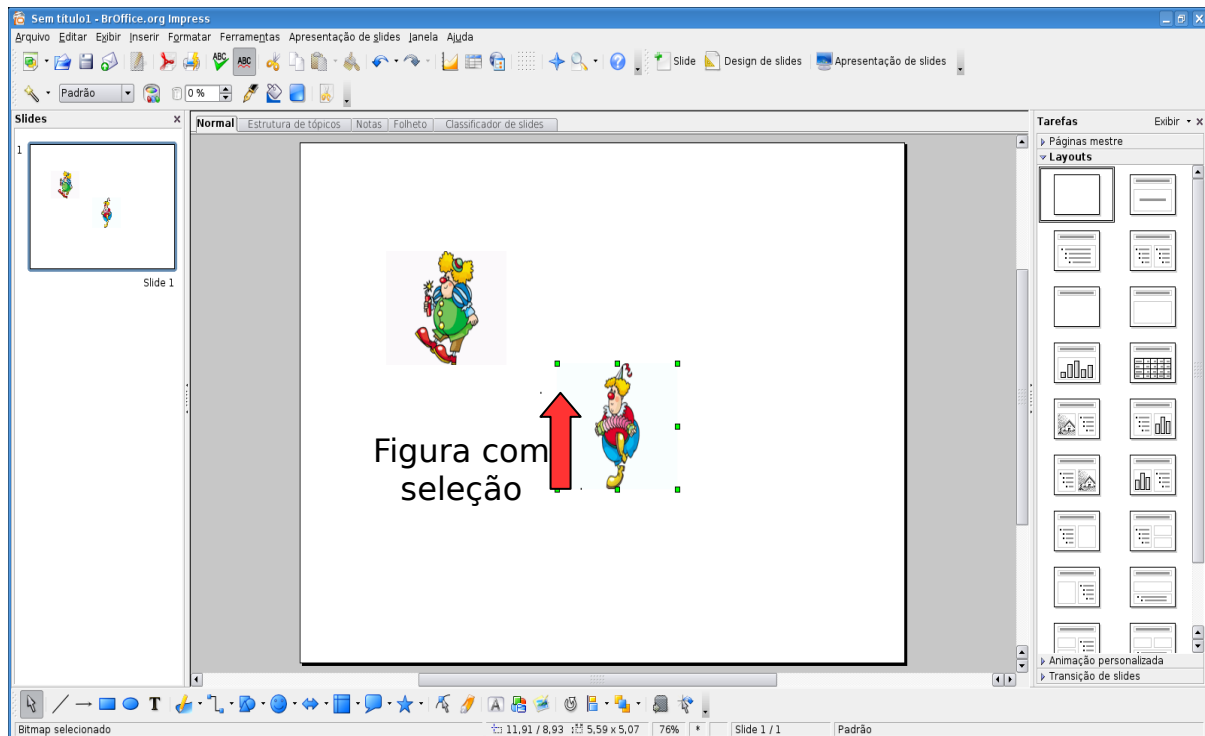 Sem título1 - BrOffice.org Impress
Arquivo Editar Exibir Inserir Formatar Ferramentas Apresentação de slides Janela Ajuda
ABC ABC Slide Design de slides Apresentação de slides
Padrão 0 %
Slides x Normal Estrutura de tópicos Notas Folheto Classificador de slides Tarefas Exibir x
Páginas mestre
1 Layouts
Slide 1
Figura com
seleção
Animação personalizada
Transição de slides
T A
Bitmap selecionado 11,91 / 8,93 5,59 x 5,07 76% * Slide 1 / 1 Padrão